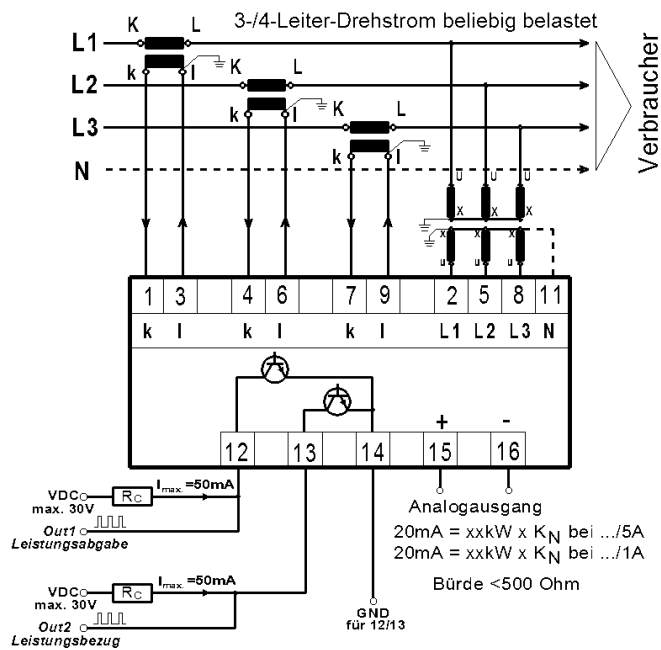 3-/4-Leiter-Drehstrom beliebig belastet
L1 K L
k l
L2 K L
k l
L3 K L
k l
N
Verbraucher
u u u
x x x
x x x
u u u
1 3 4 6 7 9 2 5 8 11
k l k l k l L1 L2 L3 N
+ -
12 13 14 15 16
VDC
max. 30V
RC
Imax. =50mA
Out1
Leistungsabgabe
VDC
max. 30V
RC
Imax. =50mA
Out2
Leistungsbezug
GND
für 12/13
Analogausgang
20mA = xxkW x KN bei .../5A
20mA = xxkW x KN bei .../1A
Bürde <500 Ohm